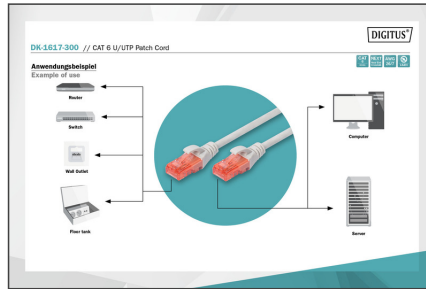 DIGITUS®
DK-1617-300 // CAT 6 U/UTP Patch Cord
Anwendungsbeispiel
Example of use
Router
Switch
Wall Outlet
Floor tank
Computer
Server